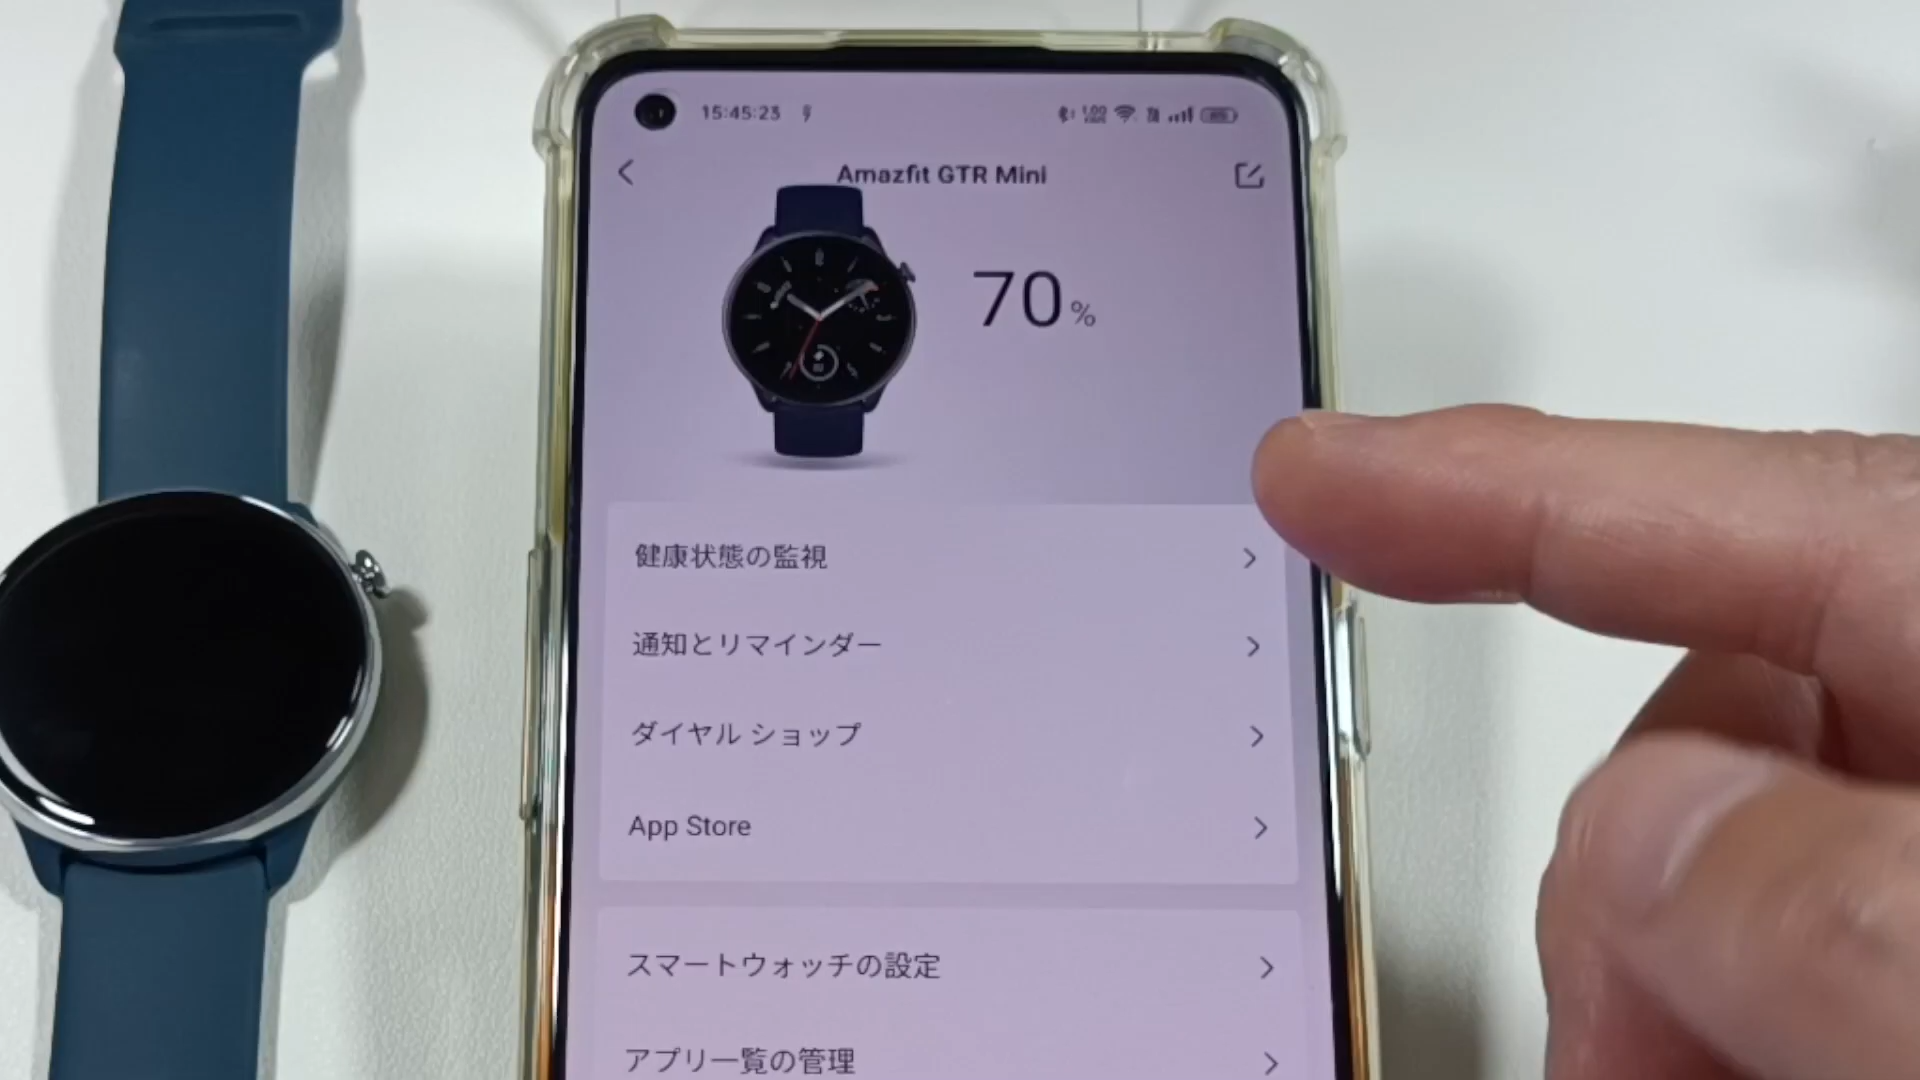 15:45:23
Amazfit GTR Mini
70%
健康状態の監視
通知とリマインダー
ダイヤル ショップ
App Store
スマートウォッチの設定
アプリ一覧の管理